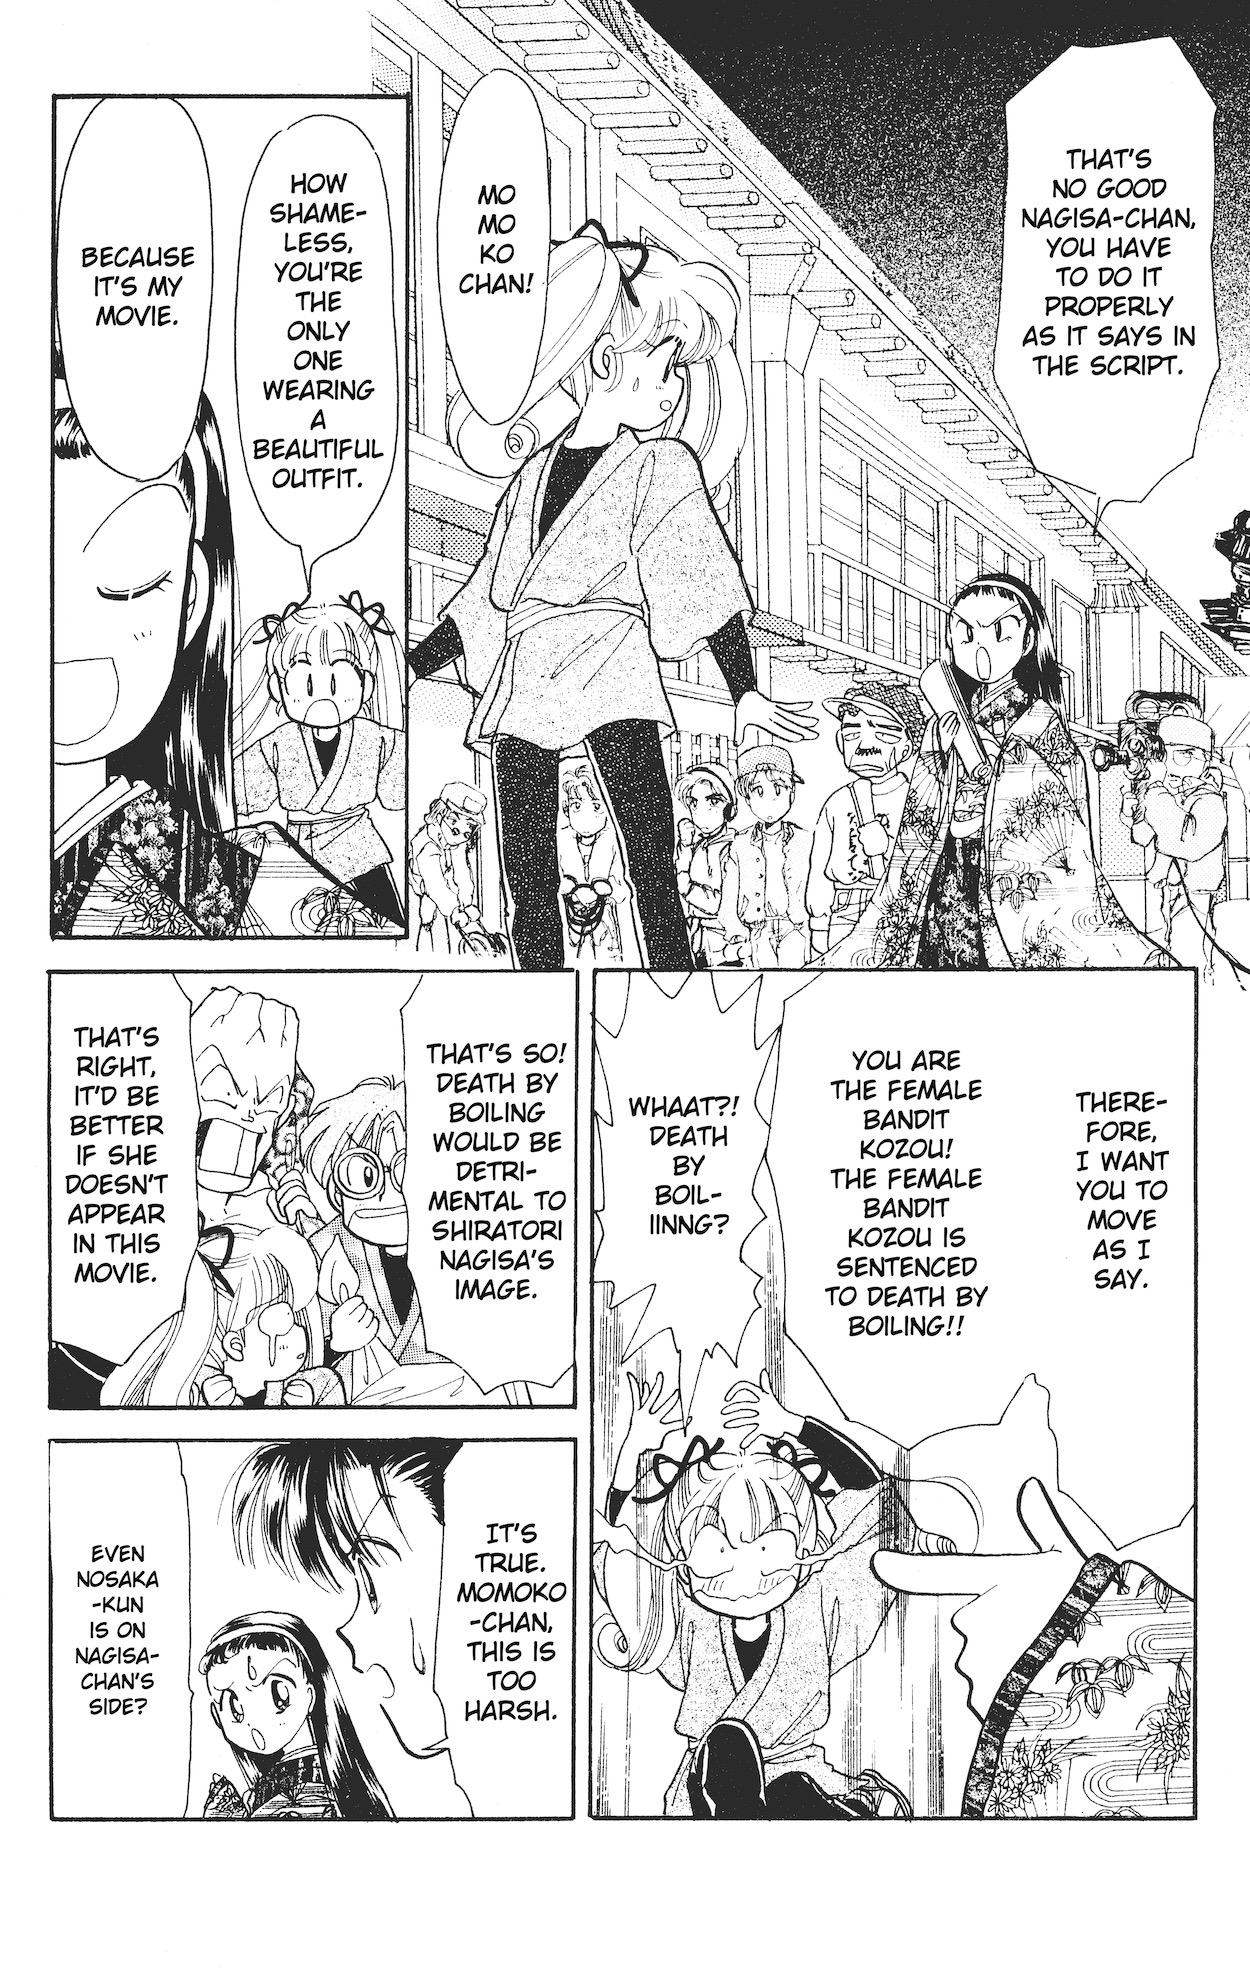 THAT'S
NO GOOD
NAGISA-CHAN,
YOU HAVE
TO DO IT
PROPERLY
AS IT SAYS IN
THE SCRIPT.
MO
MO
KO
CHAN!
HOW
SHAME-
LESS,
YOU'RE
THE
ONLY
ONE
WEARING
A
BEAUTIFUL
OUTFIT.
BECAUSE
IT'S MY
MOVIE.
THERE-
FORE,
I WANT
YOU TO
MOVE
AS I
SAY.
YOU ARE
THE FEMALE
BANDIT
KOZOU!
THE FEMALE
BANDIT
KOZOU IS
SENTENCED
TO DEATH BY
BOILING!!
WHAAT?!
DEATH
BY
BOIL-
IINNG?
THAT'S SO!
DEATH BY
BOILING
WOULD BE
DETRI-
MENTAL TO
SHIRATORI
NAGISA'S
IMAGE.
THAT'S
RIGHT,
IT'D BE
BETTER
IF SHE
DOESN'T
APPEAR
IN THIS
MOVIE.
IT'S
TRUE.
MOMOKO
-CHAN,
THIS IS
TOO
HARSH.
EVEN
NOSAKA
-KUN
IS ON
NAGISA-
CHAN'S
SIDE?